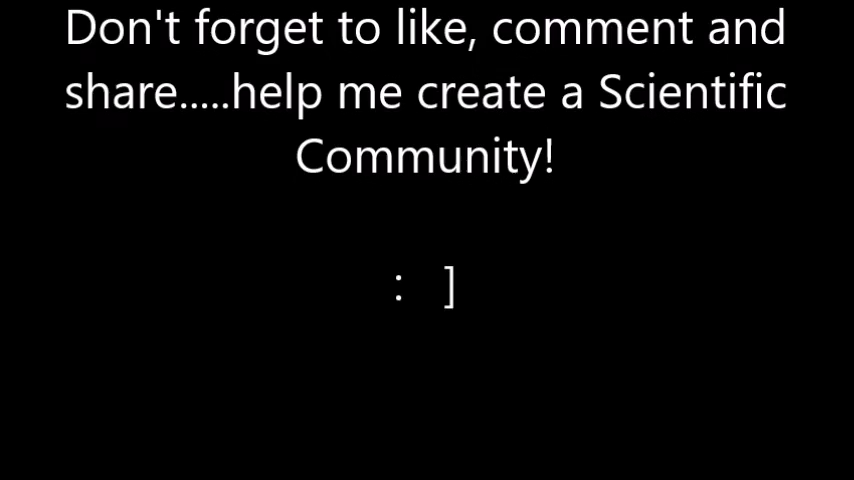 Don't forget to like, comment and
share.....help me create a Scientific
Community!
: ]